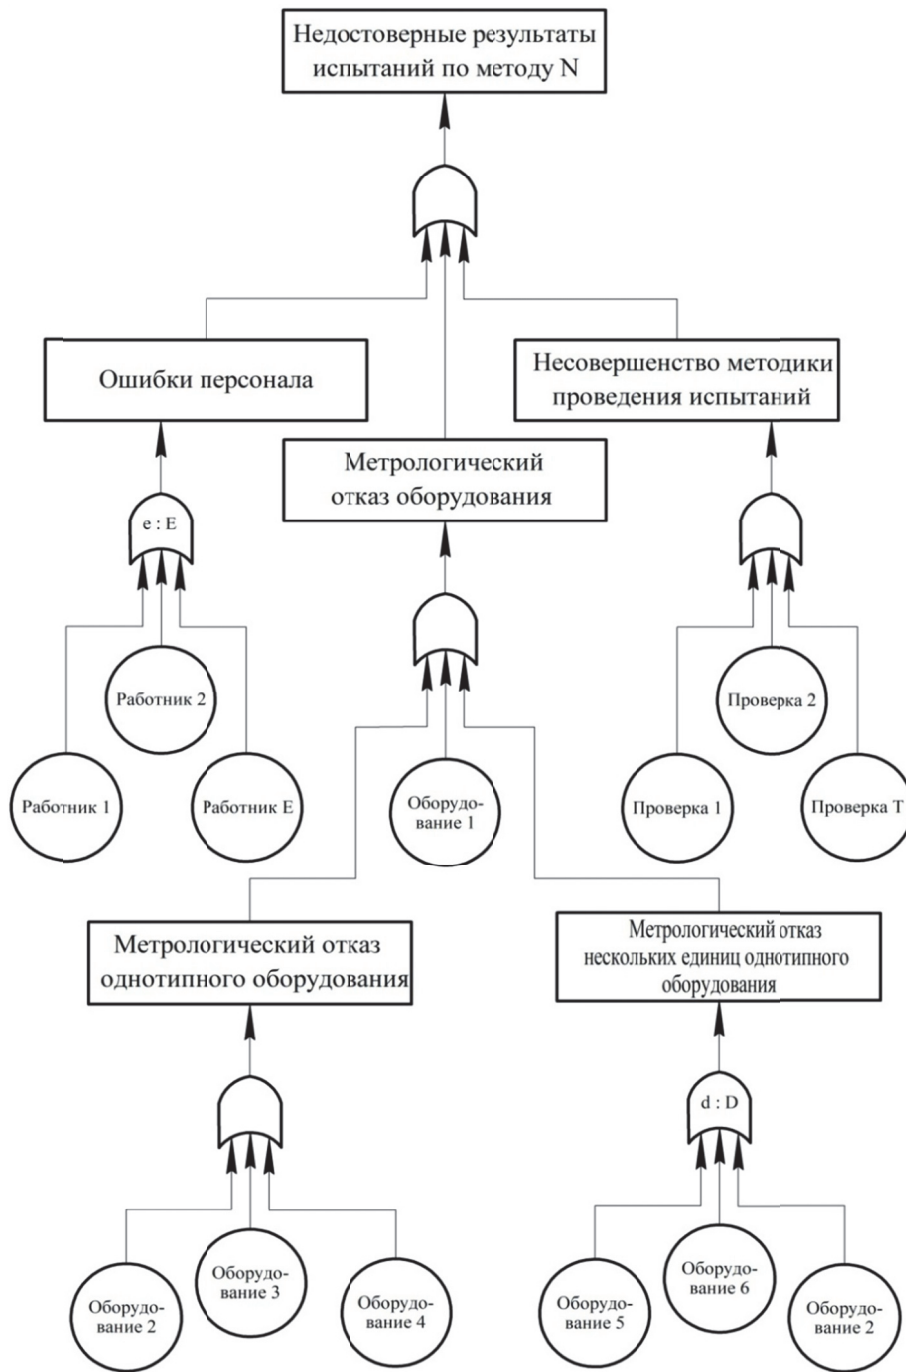 Недостоверные результаты
испытаний по методу N
Ошибки персонала
Несовершенство методики
проведения испытаний
Метрологический
отказ оборудования
e : E
Работник 2
Проверка 2
Работник 1
Работник E
Оборудо-
вание 1
Проверка 1
Проверка T
Метрологический отказ
однотипного оборудования
Метрологический отказ
нескольких единиц однотипного
оборудования
d : D
Оборудо-
вание 2
Оборудо-
вание 3
Оборудо-
вание 4
Оборудо-
вание 5
Оборудо-
вание 6
Оборудо-
вание 2